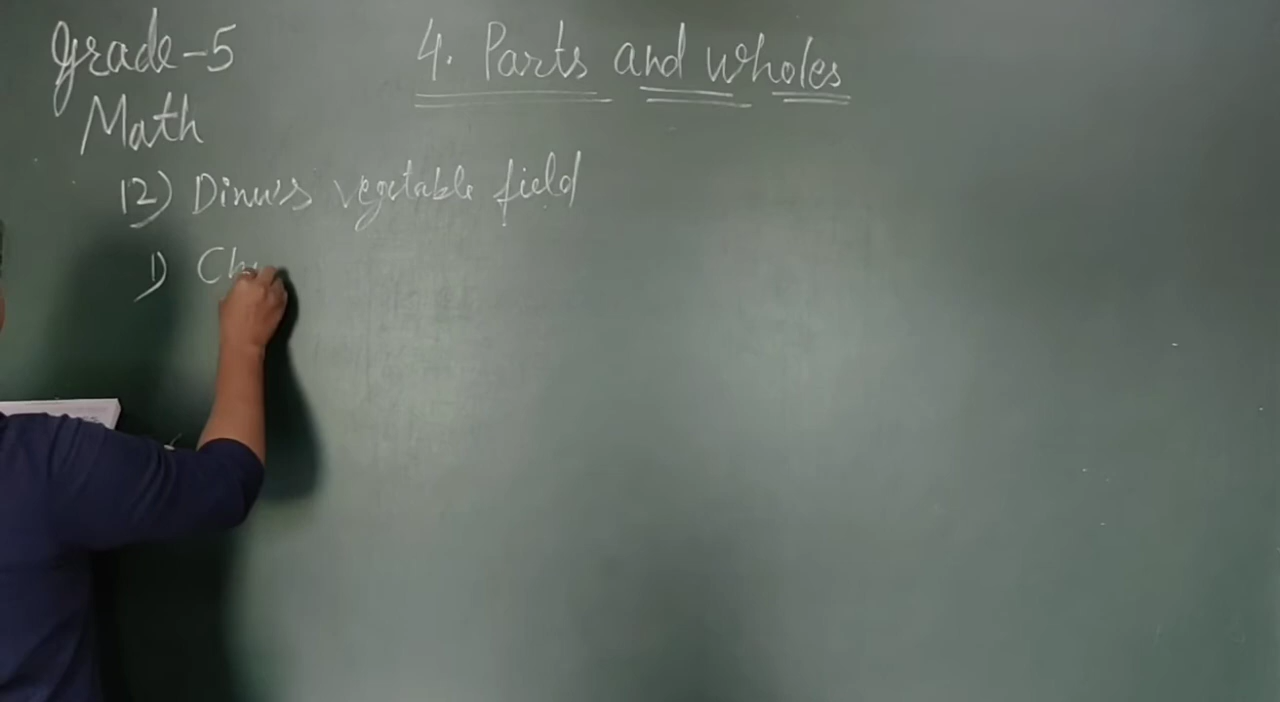 Grade-5
4. Parts and wholes
Math
12) Dinu's vegetable field
1)